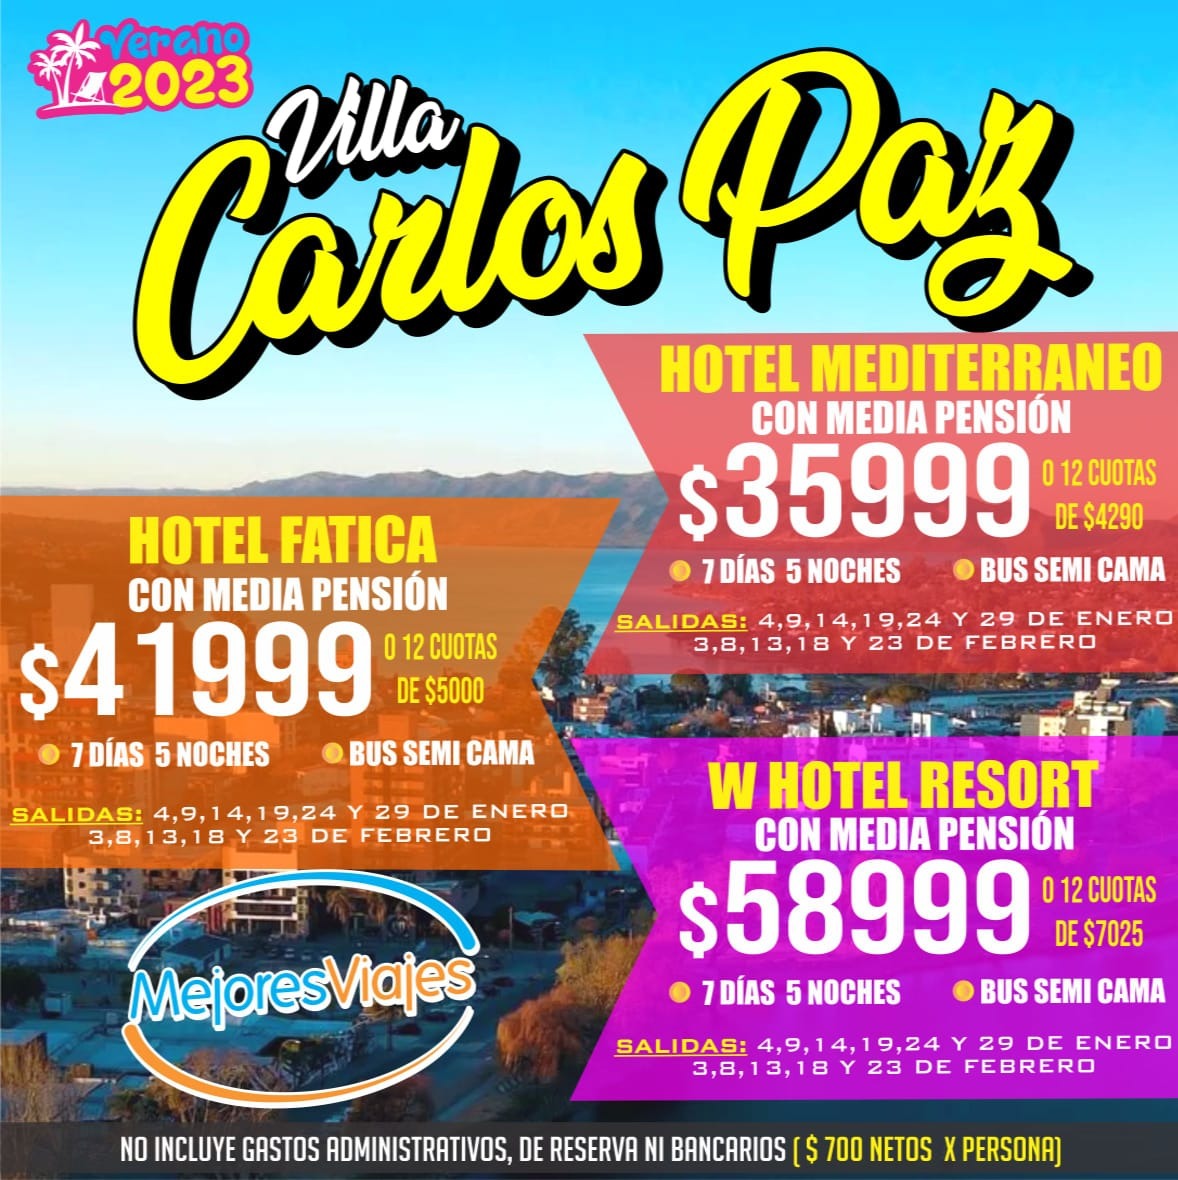 Verano
2023
Villa
Carlos Paz
HOTEL MEDITERRANEO
CON MEDIA PENSIÓN
$35999
O 12 CUOTAS
DE $4290
7 DÍAS 5 NOCHES
BUS SEMI CAMA
SALIDAS: 4,9,14,19,24 Y 29 DE ENERO
3,8,13,18 Y 23 DE FEBRERO
HOTEL FATICA
CON MEDIA PENSIÓN
$41999
O 12 CUOTAS
DE $5000
7 DÍAS 5 NOCHES
BUS SEMI CAMA
SALIDAS: 4,9,14,19,24 Y 29 DE ENERO
3,8,13,18 Y 23 DE FEBRERO
W HOTEL RESORT
CON MEDIA PENSIÓN
$58999
O 12 CUOTAS
DE $7025
7 DÍAS 5 NOCHES
BUS SEMI CAMA
SALIDAS: 4,9,14,19,24 Y 29 DE ENERO
3,8,13,18 Y 23 DE FEBRERO
MejoresViajes
NO INCLUYE GASTOS ADMINISTRATIVOS, DE RESERVA NI BANCARIOS ( $ 700 NETOS X PERSONA)